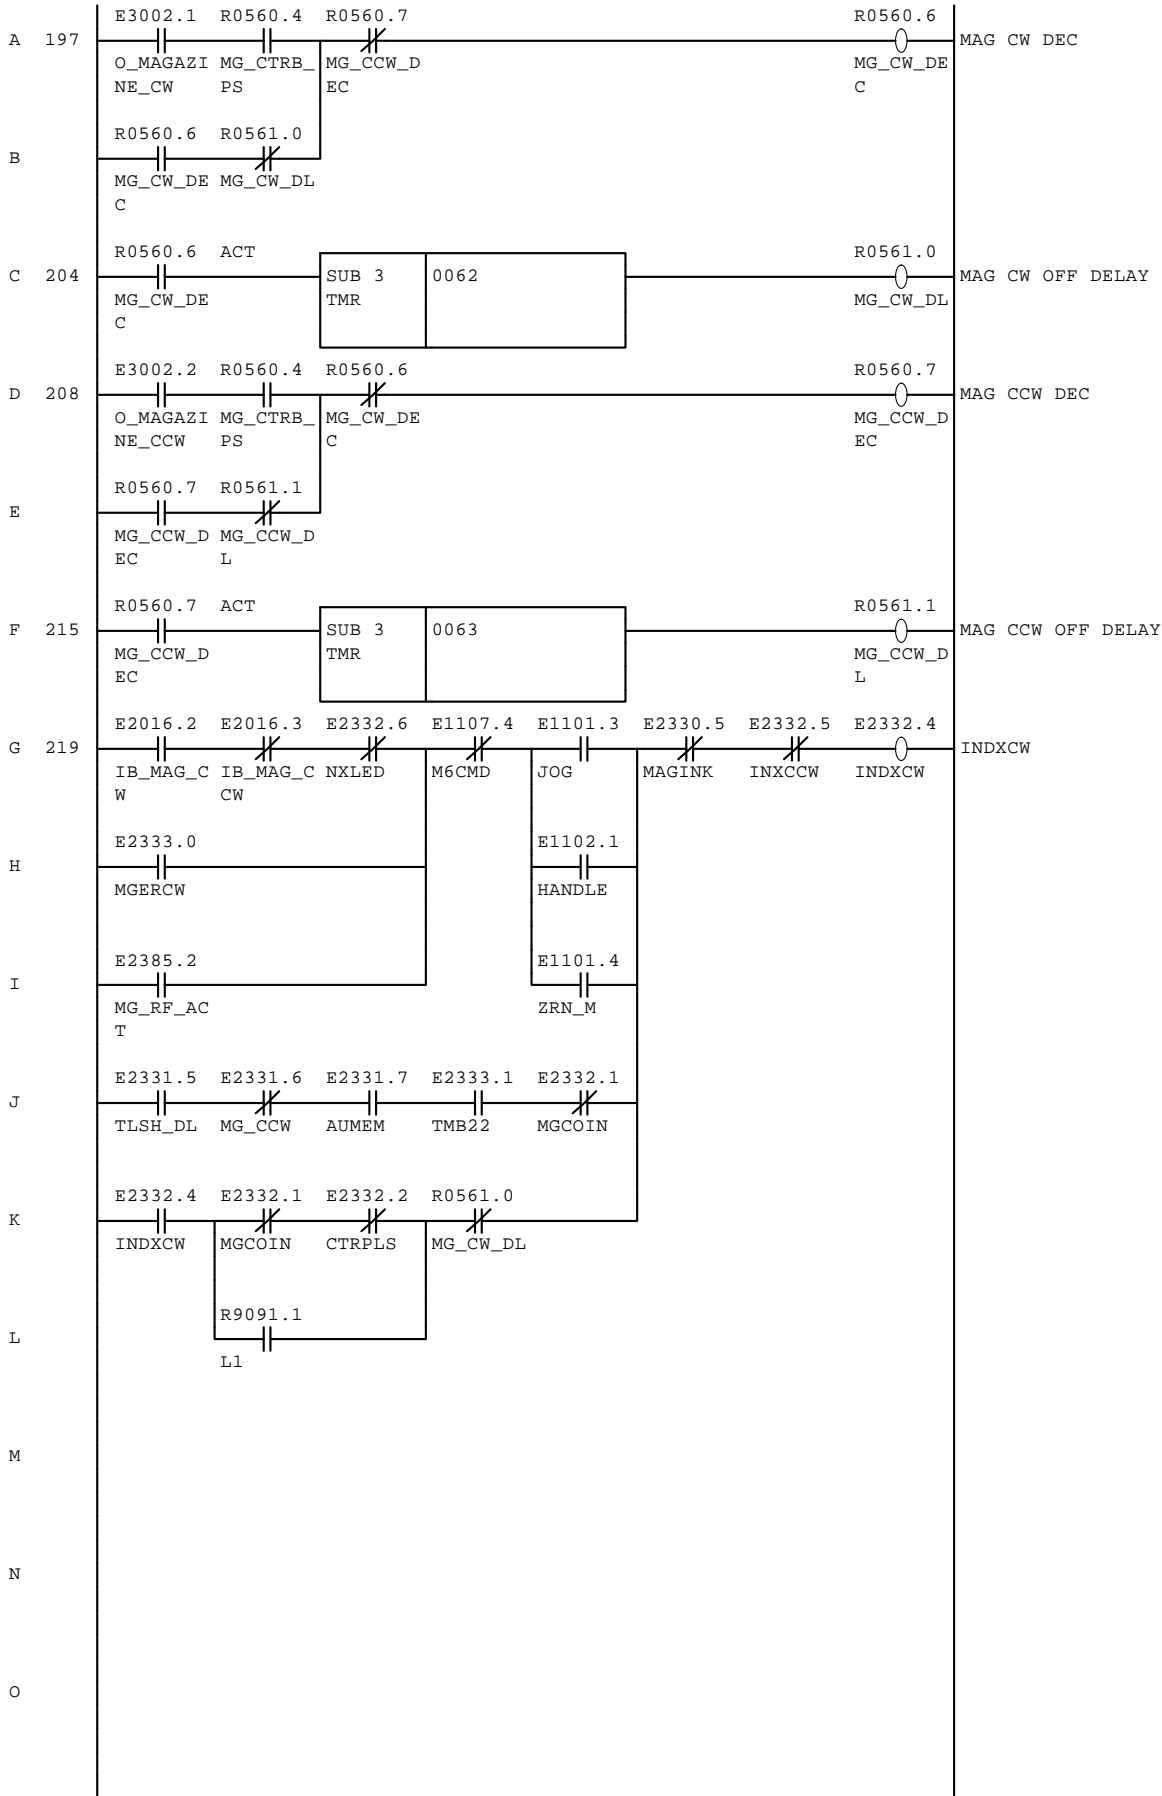 E3002.1 R0560.4 R0560.7 R0560.6
A 197 MAG CW DEC
O_MAGAZI MG_CTRB_ MG_CCW_D MG_CW_DE
NE_CW PS EC C
R0560.6 R0561.0
B
MG_CW_DE MG_CW_DL
C
R0560.6 ACT R0561.0
C 204 SUB 3 0062 MAG CW OFF DELAY
MG_CW_DE TMR MG_CW_DL
C
E3002.2 R0560.4 R0560.6 R0560.7
D 208 MAG CCW DEC
O_MAGAZI MG_CTRB_ MG_CW_DE MG_CCW_D
NE_CCW PS C EC
R0560.7 R0561.1
E
MG_CCW_D MG_CCW_D
EC L
R0560.7 ACT R0561.1
F 215 SUB 3 0063 MAG CCW OFF DELAY
MG_CCW_D TMR MG_CCW_D
EC L
E2016.2 E2016.3 E2332.6 E1107.4 E1101.3 E2330.5 E2332.5 E2332.4
G 219 INDXCW
IB_MAG_C IB_MAG_C NXLED M6CMD JOG MAGINK INXCCW INDXCW
W CW
E2333.0 E1102.1
H
MGERCW HANDLE
E2385.2 E1101.4
I
MG_RF_AC ZRN_M
T
E2331.5 E2331.6 E2331.7 E2333.1 E2332.1
J
TLSH_DL MG_CCW AUMEM TMB22 MGCOIN
E2332.4 E2332.1 E2332.2 R0561.0
K
INDXCW MGCOIN CTRPLS MG_CW_DL
R9091.1
L
L1
M
N
O